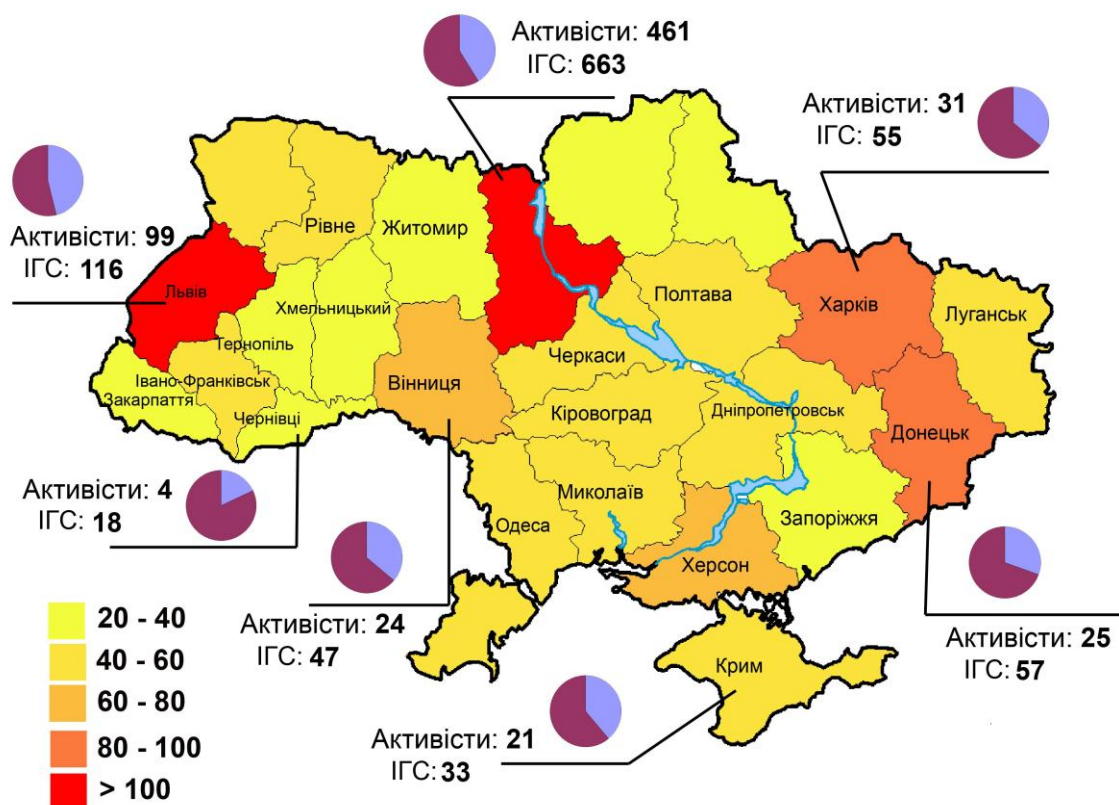 Активісти: 461
ІГС: 663
Активісти: 31
ІГС: 55
Активісти: 99
ІГС: 116
Рівне
Житомир
Львів
Хмельницький
Тернопіль
Івано-Франківськ
Закарпаття
Чернівці
Вінниця
Черкаси
Полтава
Харків
Луганськ
Кіровоград
Дніпропетровськ
Донецьк
Миколаїв
Одеса
Запоріжжя
Херсон
Крим
Активісти: 4
ІГС: 18
Активісти: 24
ІГС: 47
Активісти: 25
ІГС: 57
Активісти: 21
ІГС: 33
20 - 40
40 - 60
60 - 80
80 - 100
> 100